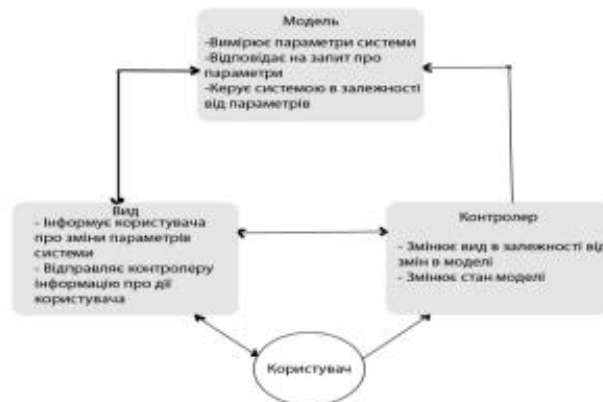 Модель
-Вимірює параметри системи
-Відповідає на запит про
параметри
-Керує системою в залежності
від параметрів
Вид
- Інформує користувача
про зміни параметрів
системи
- Відправляє контролеру
інформацію про дії
користувача
Контролер
- Змінює вид в залежності від
змін в моделі
- Змінює стан моделі
Користувач